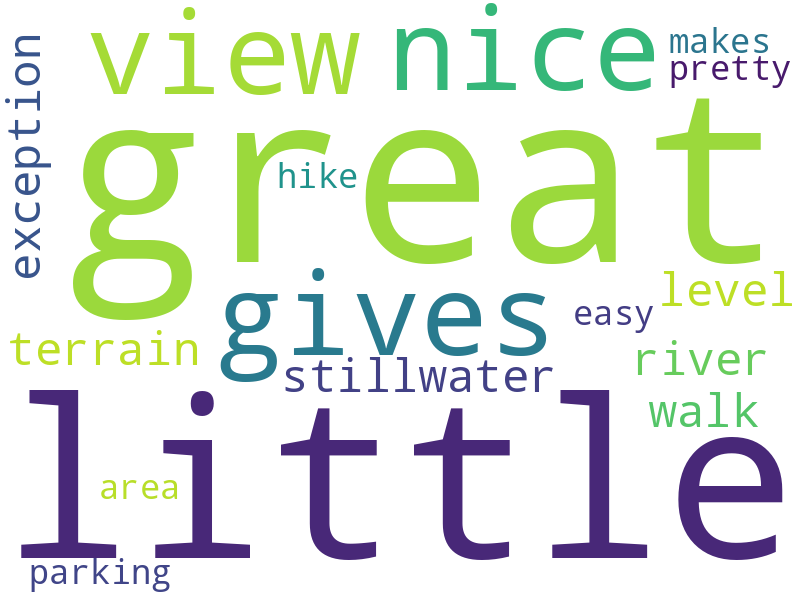 view
nice
makes
pretty
exception
great
hike
gives
level
easy
terrain
stillwater
river
walk
little
area
parking